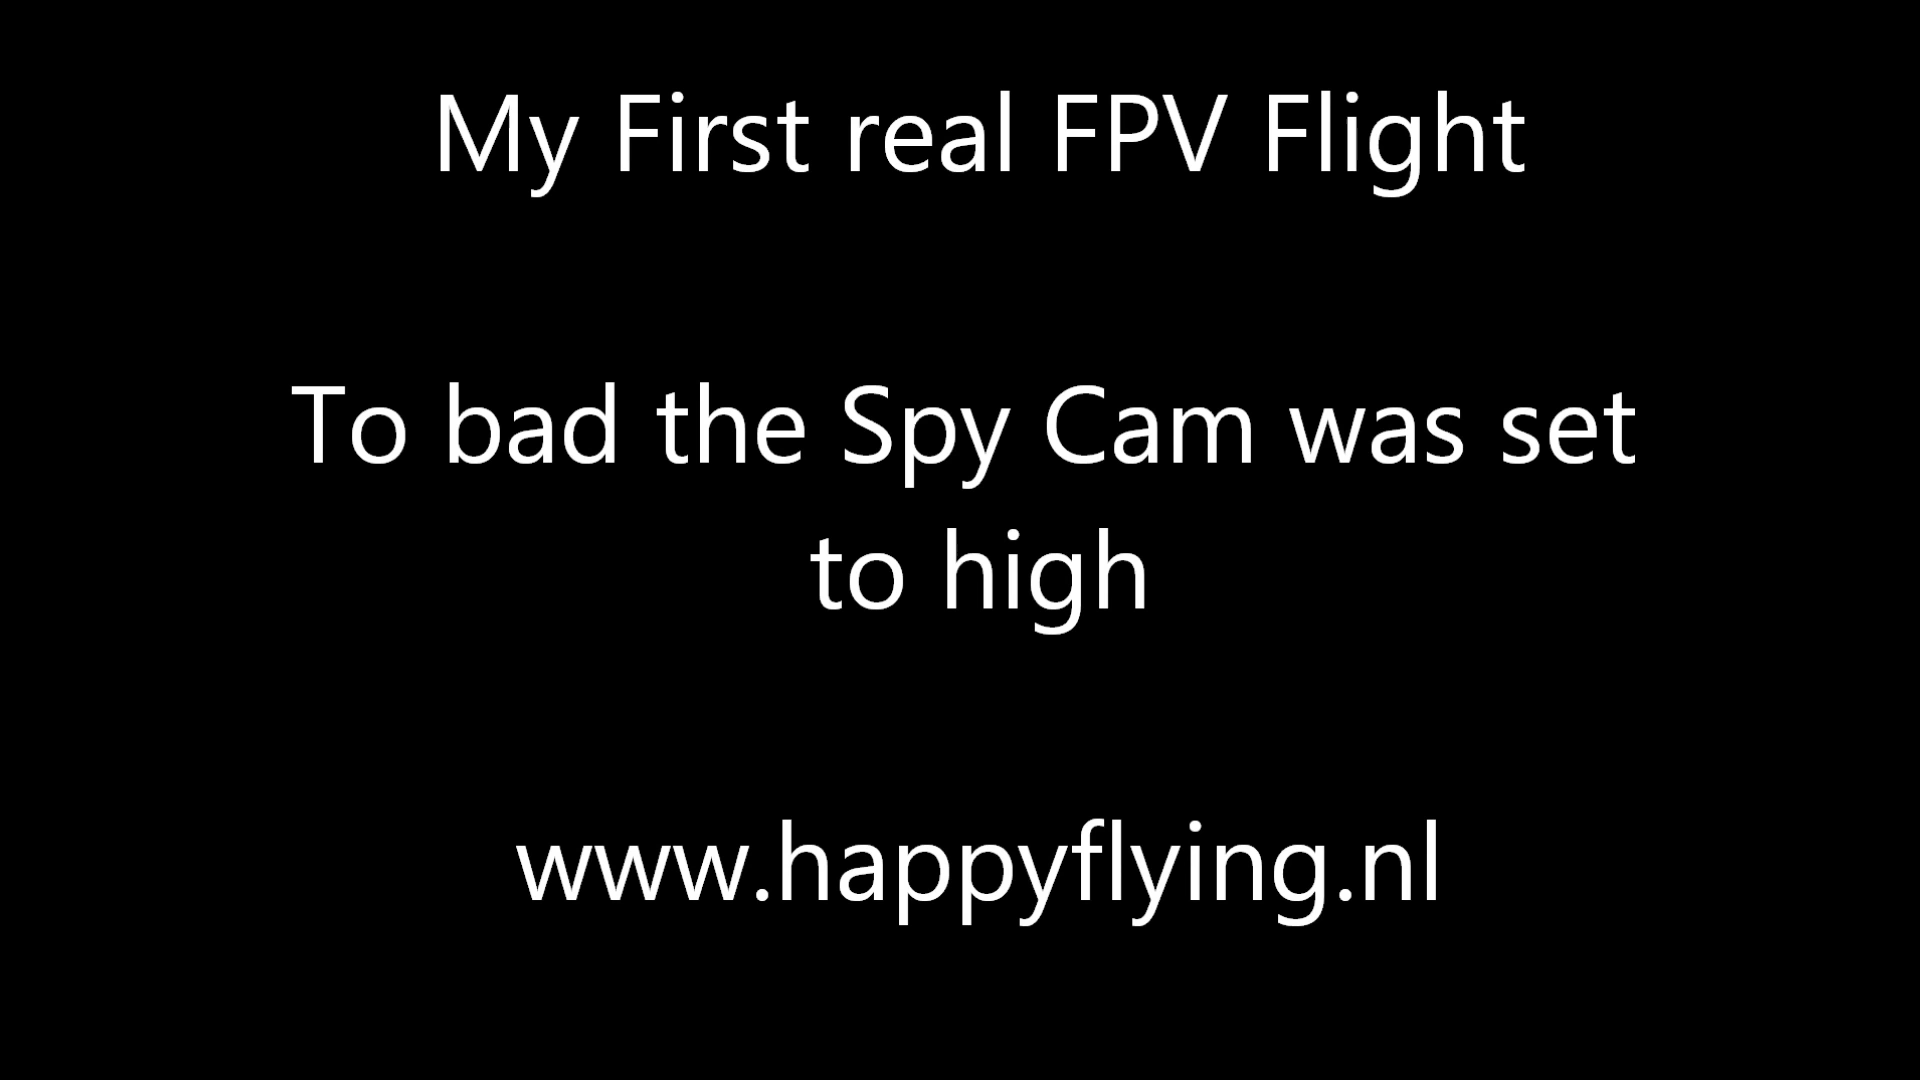 My First real FPV Flight
To bad the Spy Cam was set
to high
www.happyflying.nl